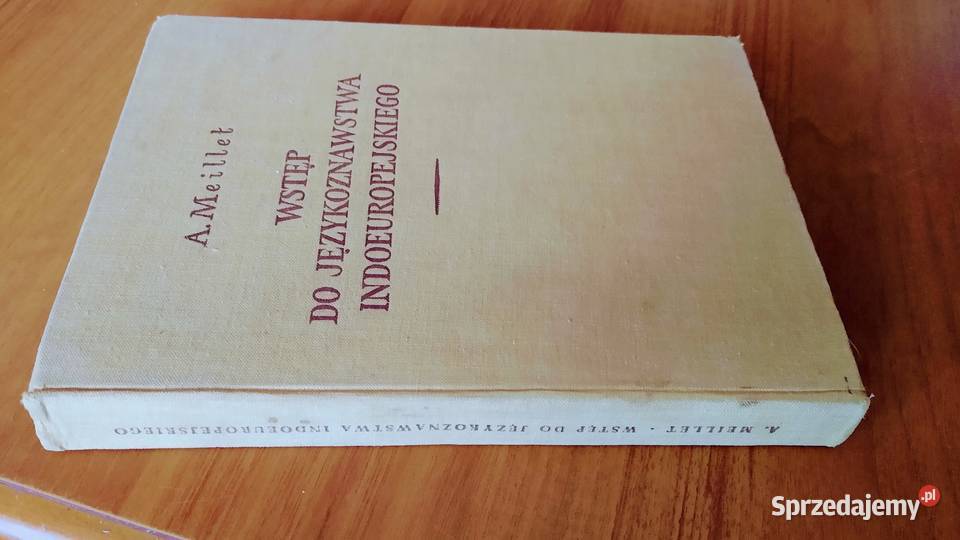 A. Meillet
WSTĘP
DO JĘZYKOZNAWSTWA
INDOEUROPEJSKIEGO
A. MEILLET · WSTĘP DO JĘZYKOZNAWSTWA INDOEUROPEJSKIEGO
Sprzedajemy.pl